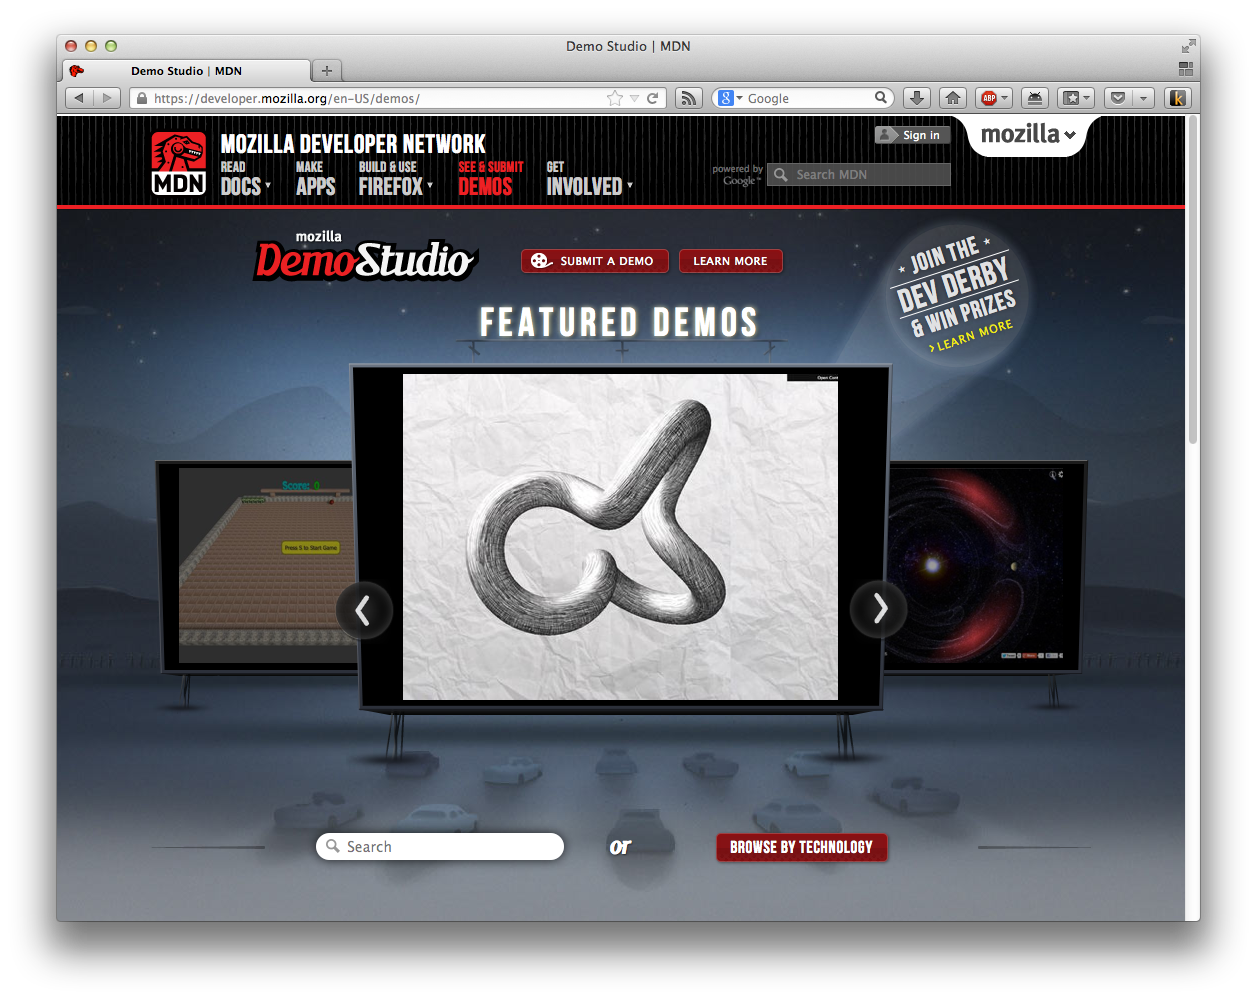 Demo Studio | MDN
Demo Studio | MDN
https://developer.mozilla.org/en-US/demos/
Google
ABP
k
MDN
MOZILLA DEVELOPER NETWORK
Sign in
mozilla
READ
DOCS
MAKE
APPS
BUILD & USE
FIREFOX
SEE & SUBMIT
DEMOS
GET
INVOLVED
powered by
Google™
Search MDN
mozilla
DemoStudio
SUBMIT A DEMO
LEARN MORE
JOIN THE
DEV DERBY
& WIN PRIZES
LEARN MORE
FEATURED DEMOS
Score: 0
Press S to Start Game
Search
or
BROWSE BY TECHNOLOGY